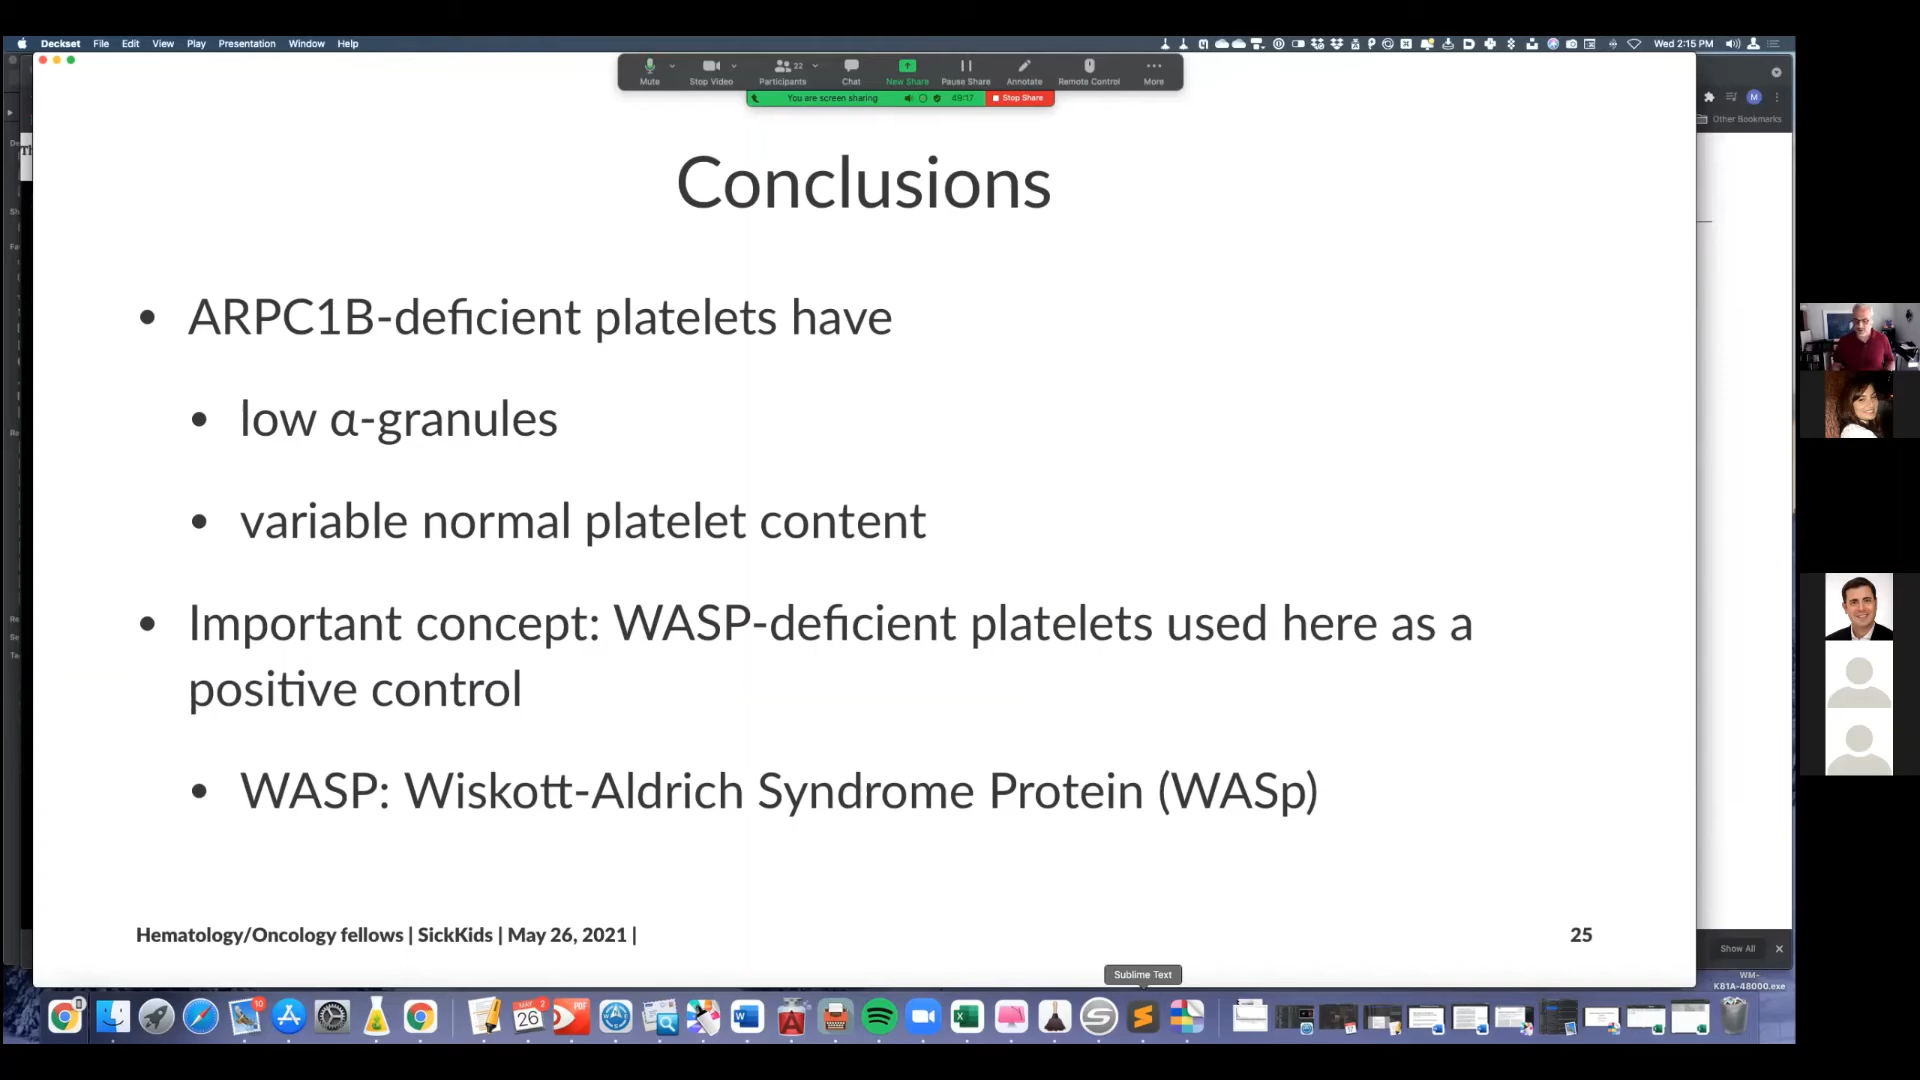 Deckset File Edit View Play Presentation Window Help
Wed 2:15 PM
22
Mute Stop Video Participants Chat New Share Pause Share Annotate Remote Control More
You are screen sharing 49:17 Stop Share
M
Other Bookmarks
Conclusions
• ARPC1B-deficient platelets have
• low α-granules
• variable normal platelet content
• Important concept: WASP-deficient platelets used here as a
positive control
• WASP: Wiskott-Aldrich Syndrome Protein (WASp)
Hematology/Oncology fellows | SickKids | May 26, 2021 |
25
Show All
Sublime Text
WM-
K81A-48000.exe
10
26
PDF